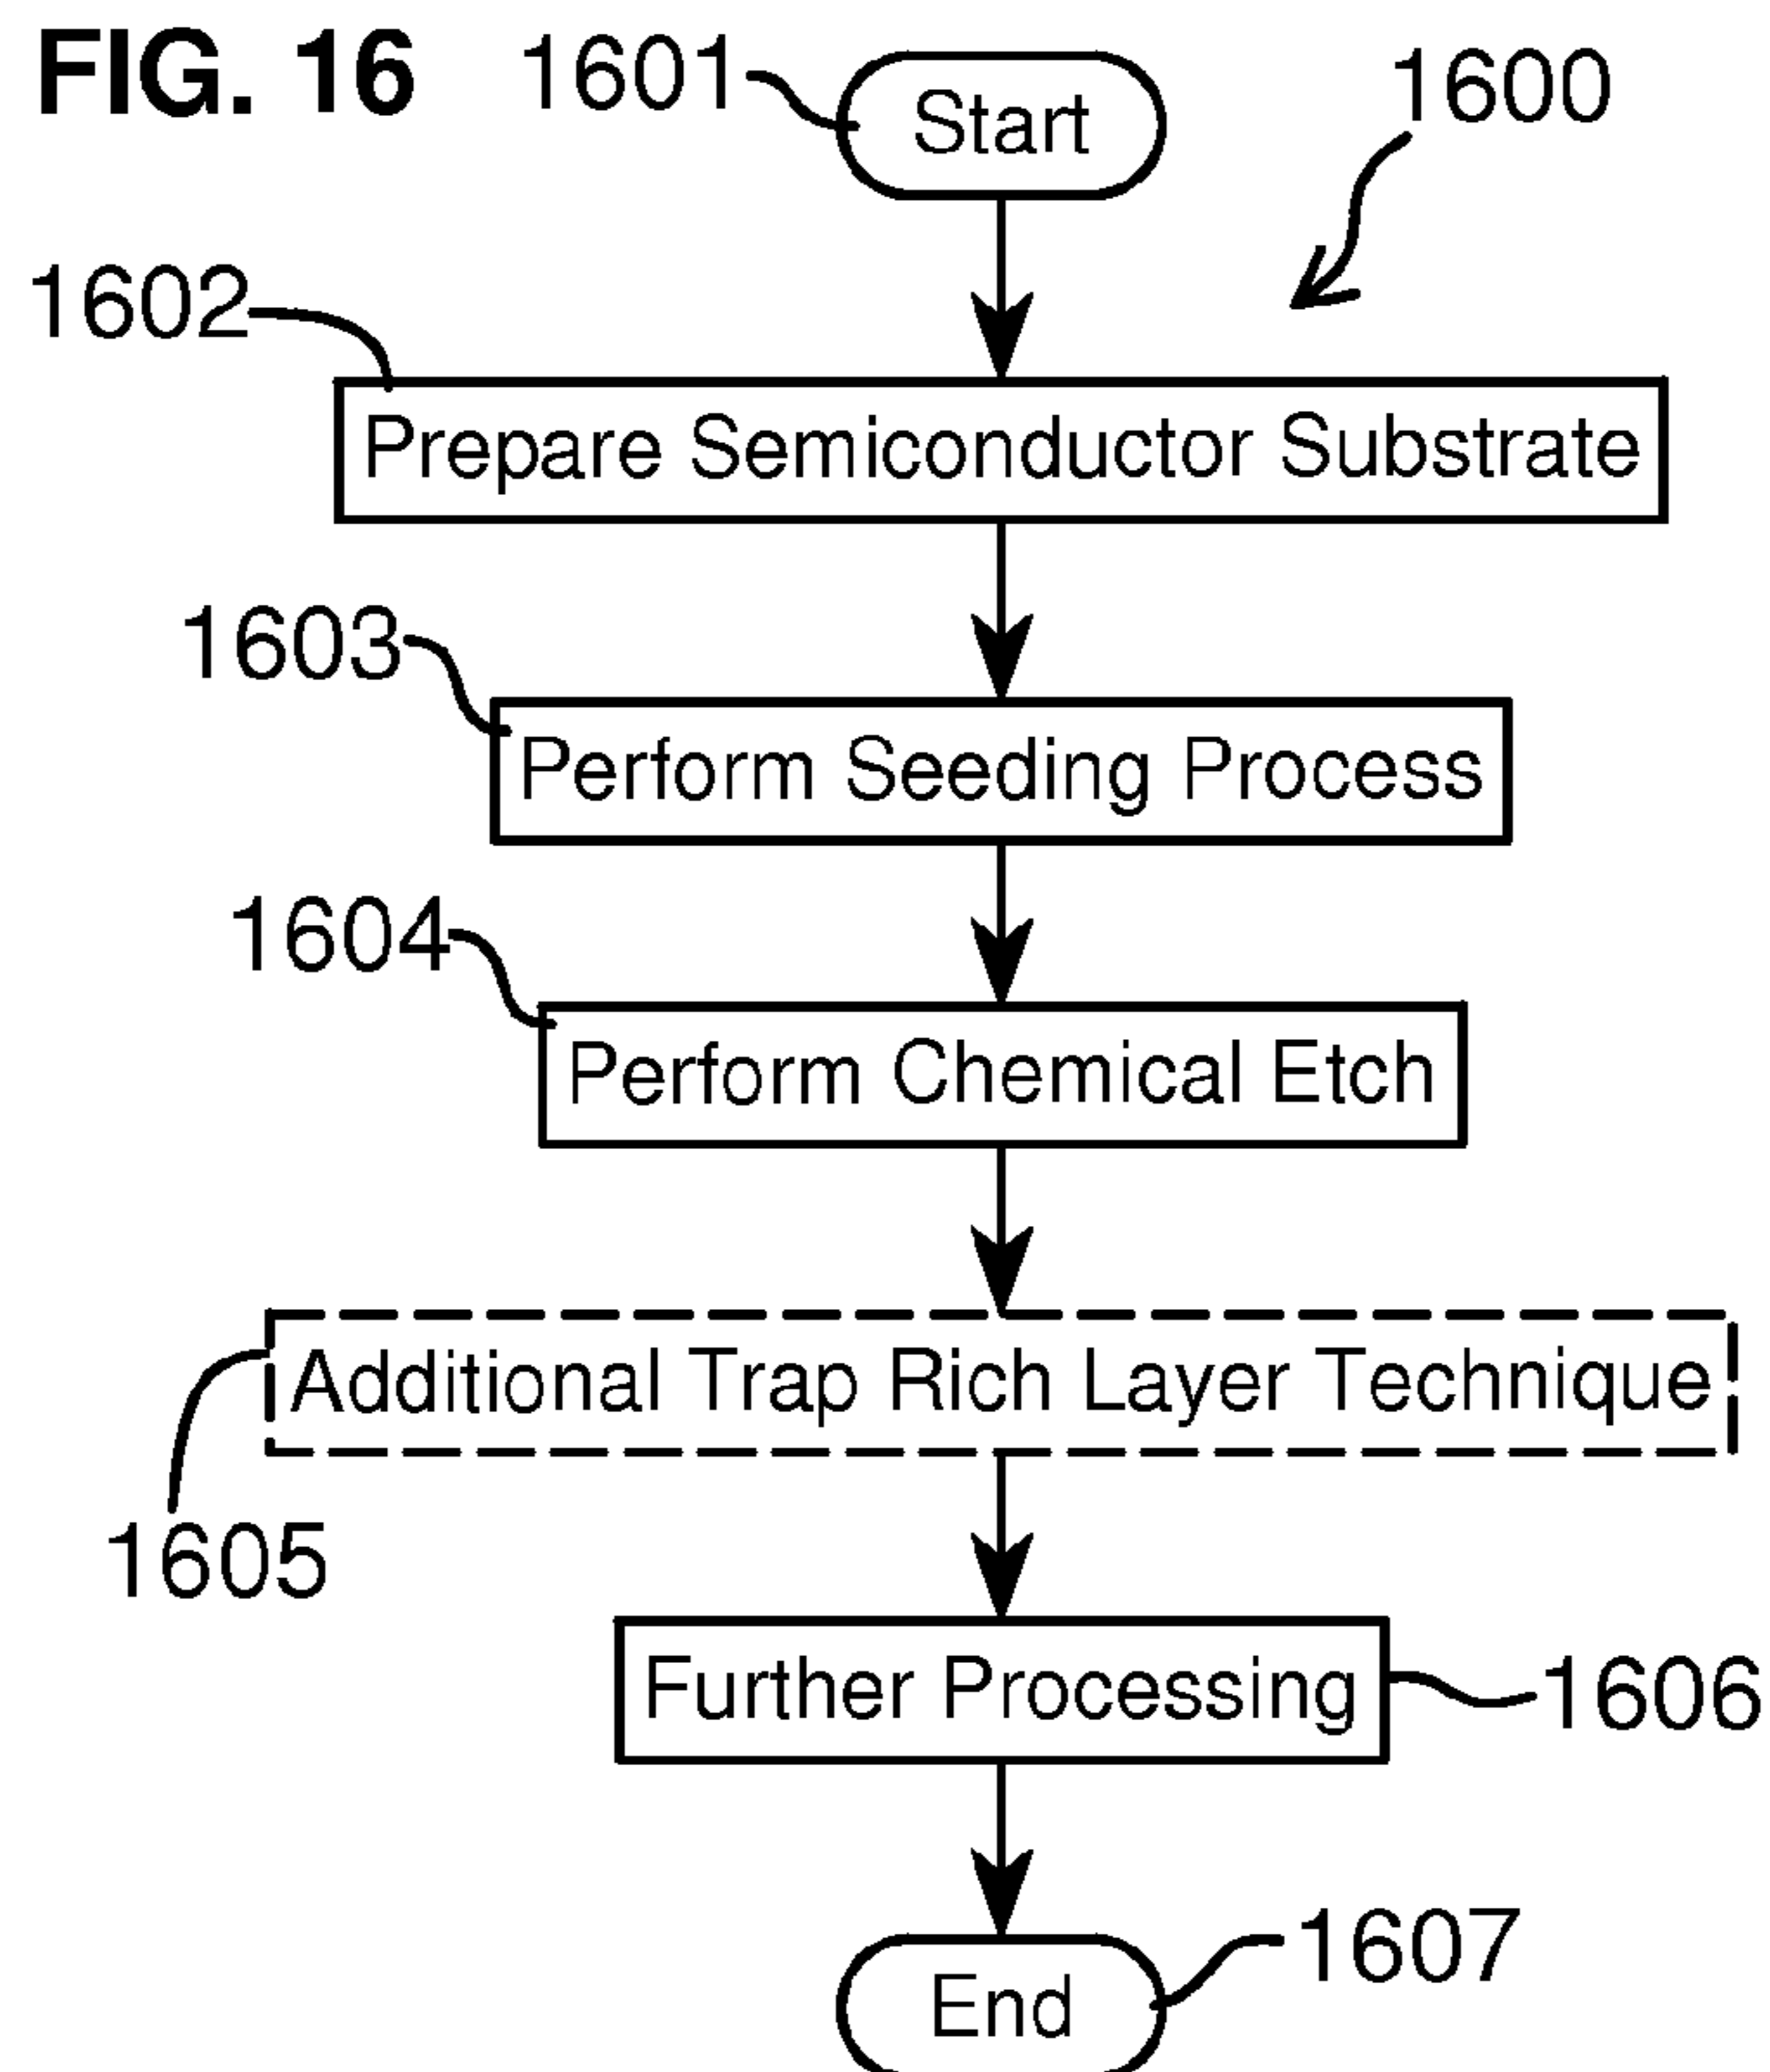 FIG. 16
1601
Start
1600
1602
Prepare Semiconductor Substrate
1603
Perform Seeding Process
1604
Perform Chemical Etch
Additional Trap Rich Layer Technique
1605
Further Processing
1606
1607
End